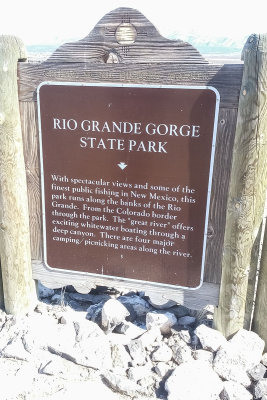 RIO GRANDE GORGE
STATE PARK
With spectacular views and some of the
finest public fishing in New Mexico, this
park runs along the banks of the Rio
Grande. From the Colorado border
through the park. The "great river" offers
exciting whitewater boating through a
deep canyon. There are four major
camping/picnicking areas along the river.